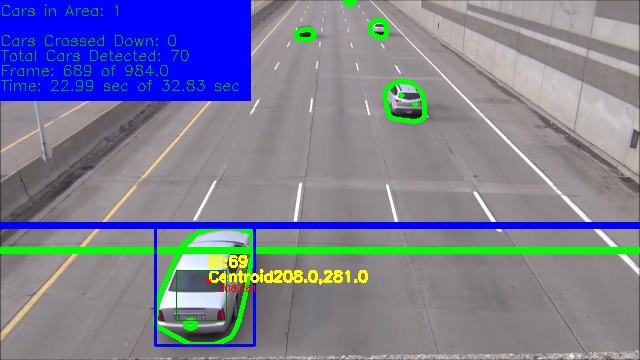 Cars in Area: 1
Cars Crossed Down: 0
Total Cars Detected: 70
Frame: 689 of 984.0
Time: 22.99 sec of 32.83 sec
ID:69
Centroid208.0,281.0